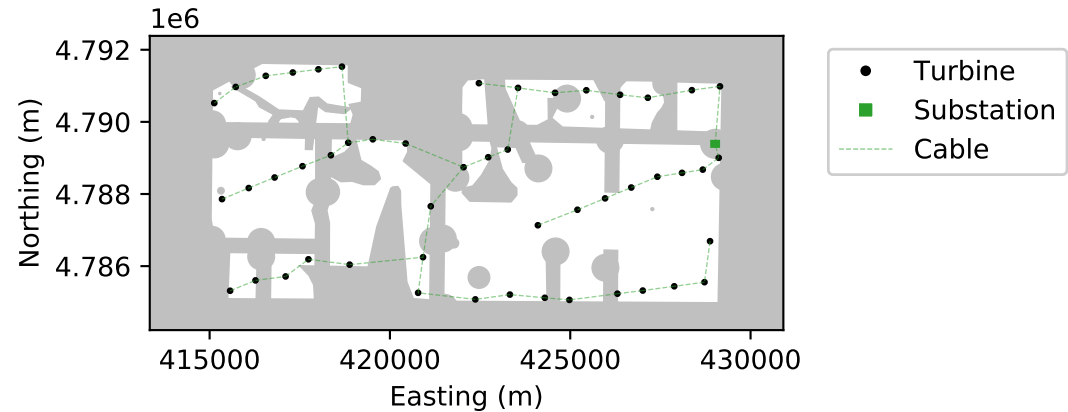 1e6
4.792
4.790
4.788
4.786
Northing (m)
415000 420000 425000 430000
Easting (m)
Turbine
Substation
Cable